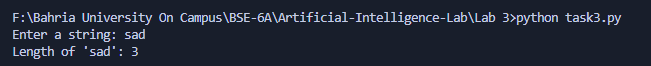 F:\Bahria University On Campus\BSE-6A\Artificial-Intelligence-Lab\Lab 3>python task3.py
Enter a string: sad
Length of 'sad': 3